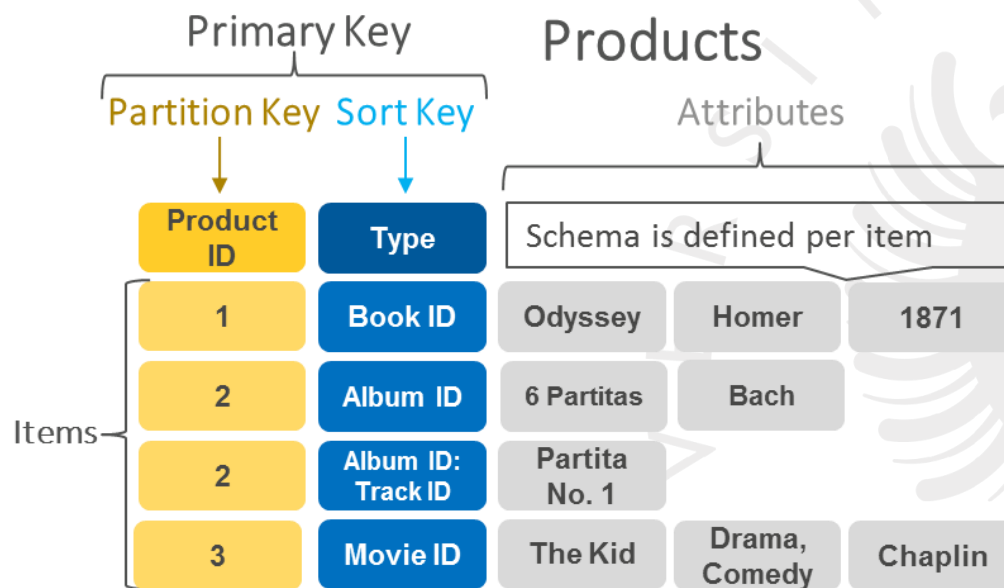 Primary Key
Products
Partition Key
Sort Key
Attributes
Product
ID
Type
Schema is defined per item
Items
1
Book ID
Odyssey
Homer
1871
2
Album ID
6 Partitas
Bach
2
Album ID:
Track ID
Partita
No. 1
3
Movie ID
The Kid
Drama,
Comedy
Chaplin